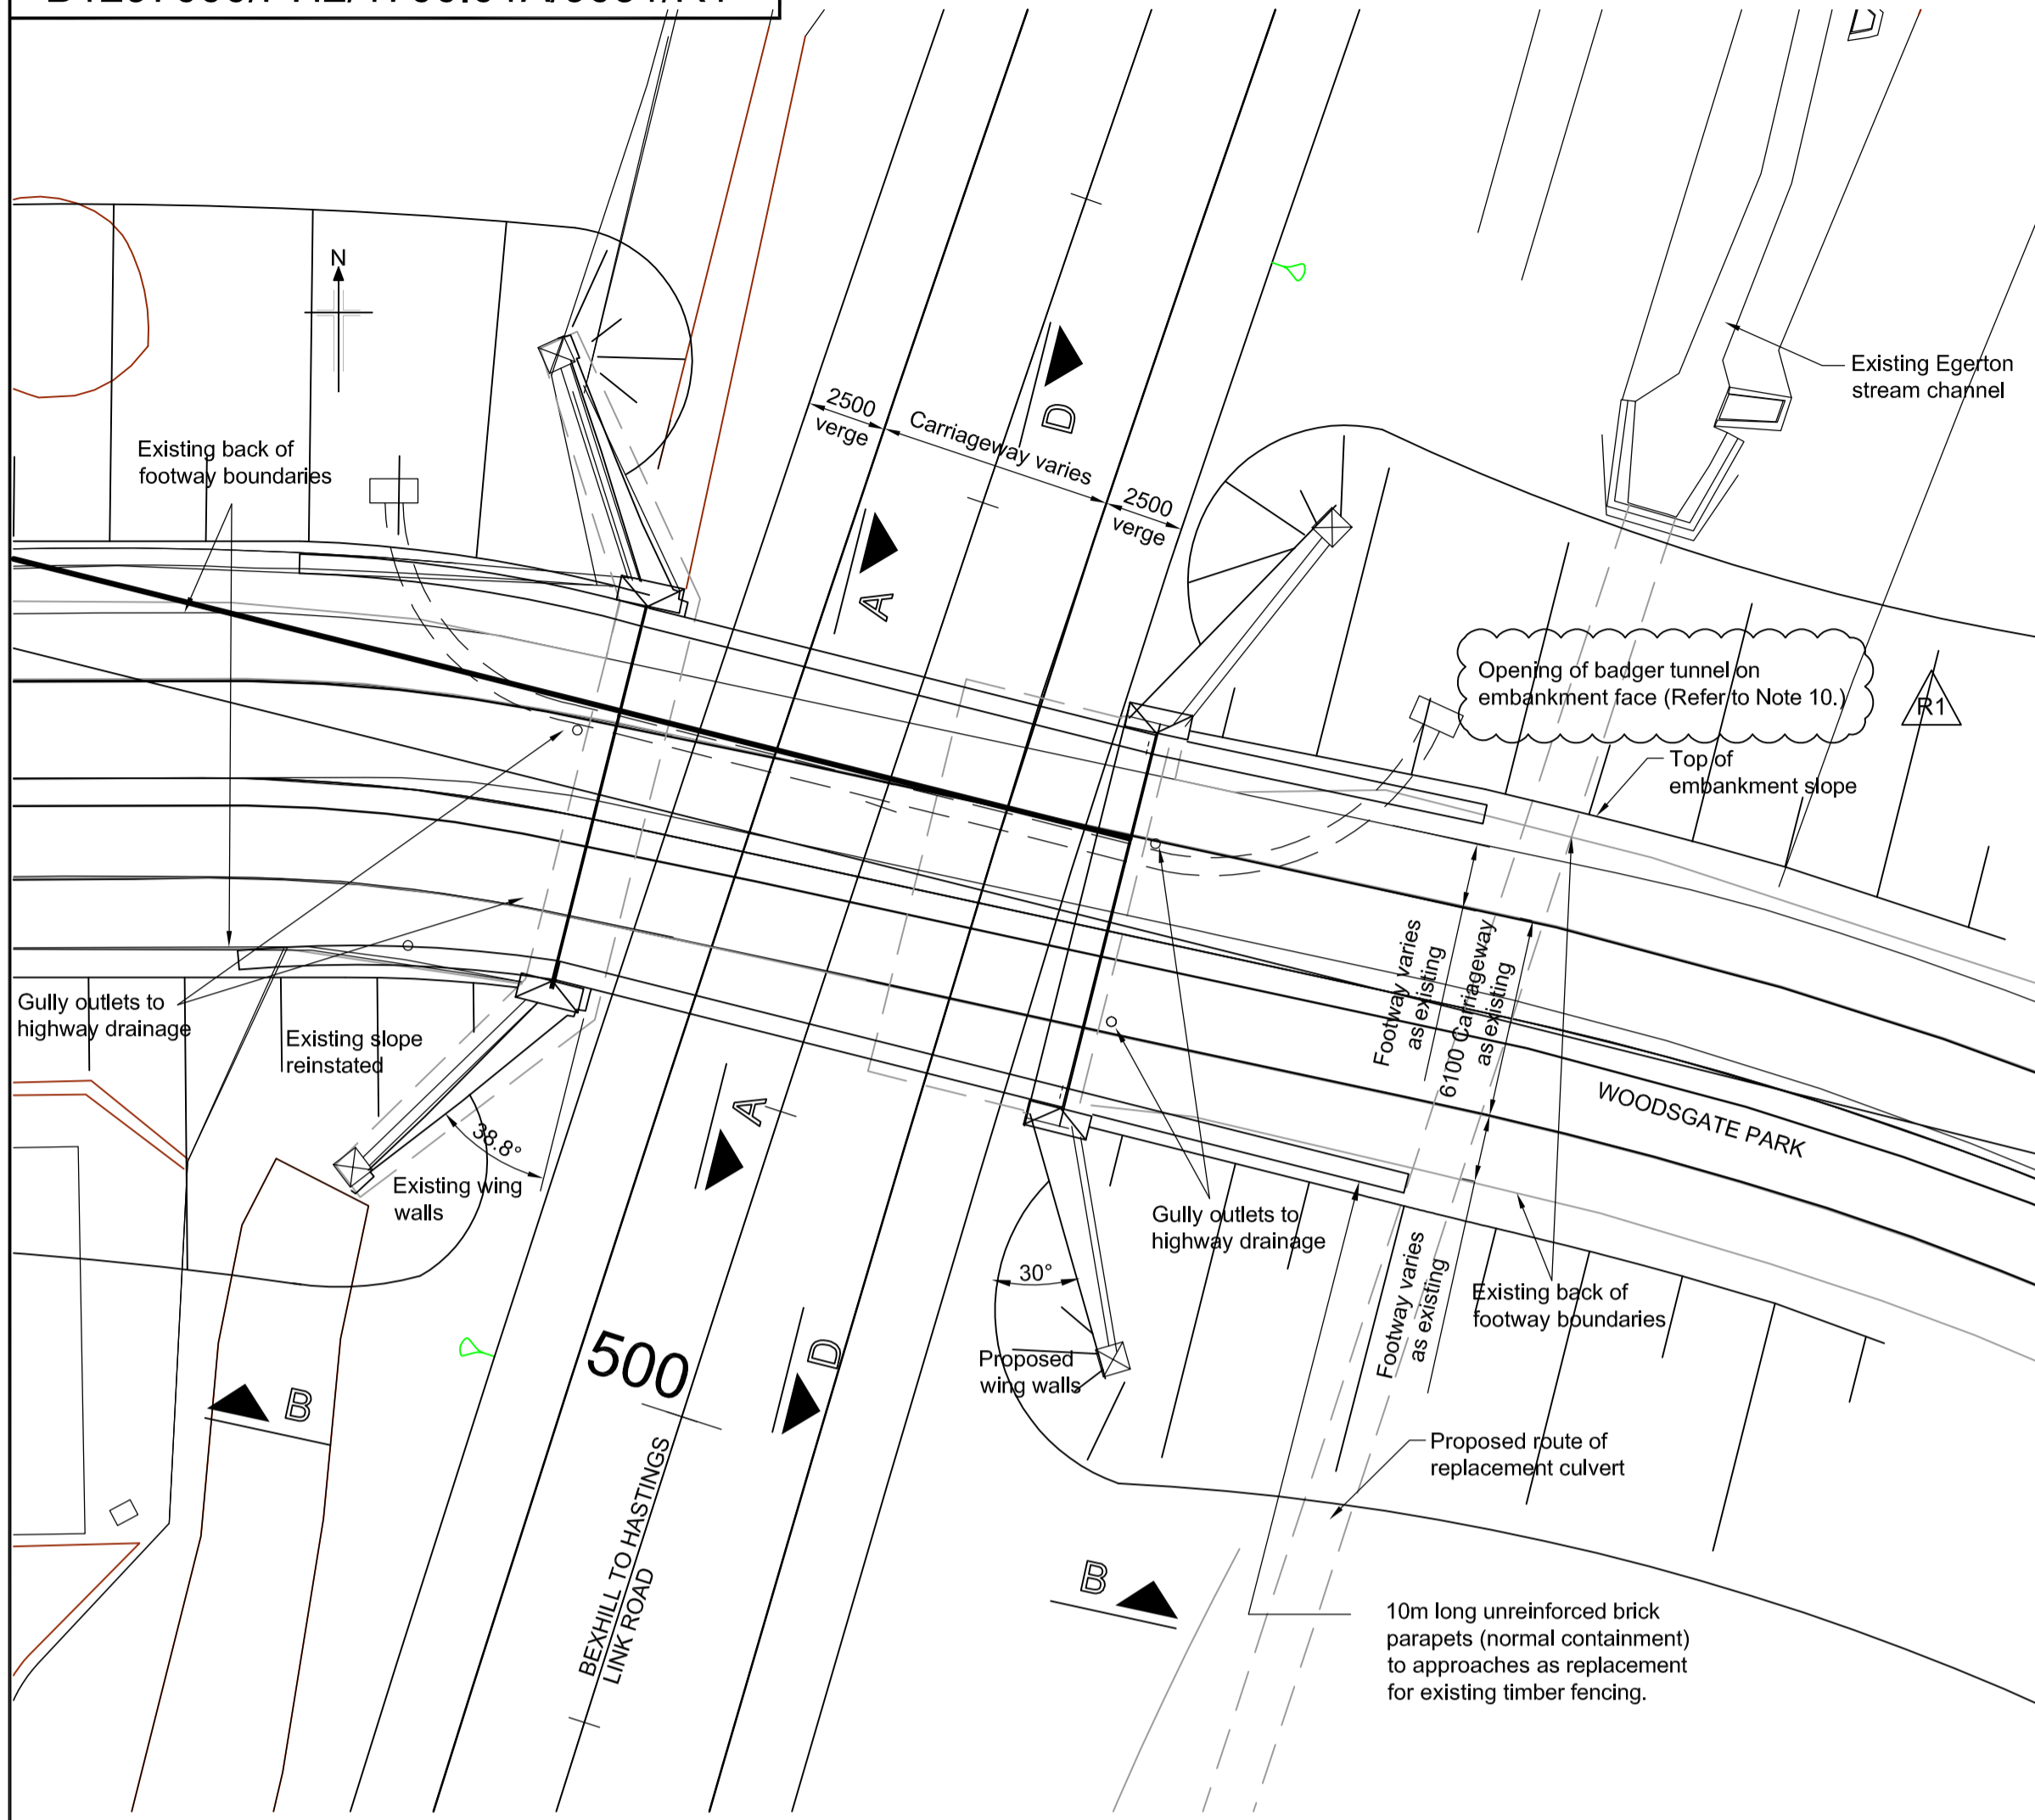 N
Existing back of
footway boundaries
2500
verge
Carriageway varies
2500
verge
D
A
Existing Egerton
stream channel
Opening of badger tunnel on
embankment face (Refer to Note 10.)
R1
Top of
embankment slope
Gully outlets to
highway drainage
Existing slope
reinstated
38.8°
Existing wing
walls
A
Footway varies
as existing
6100 Carriageway
as existing
WOODSGATE PARK
Gully outlets to
highway drainage
30°
Proposed
wing walls
Footway varies
as existing
Existing back of
footway boundaries
500
D
B
BEXHILL TO HASTINGS
LINK ROAD
Proposed route of
replacement culvert
B
10m long unreinforced brick
parapets (normal containment)
to approaches as replacement
for existing timber fencing.